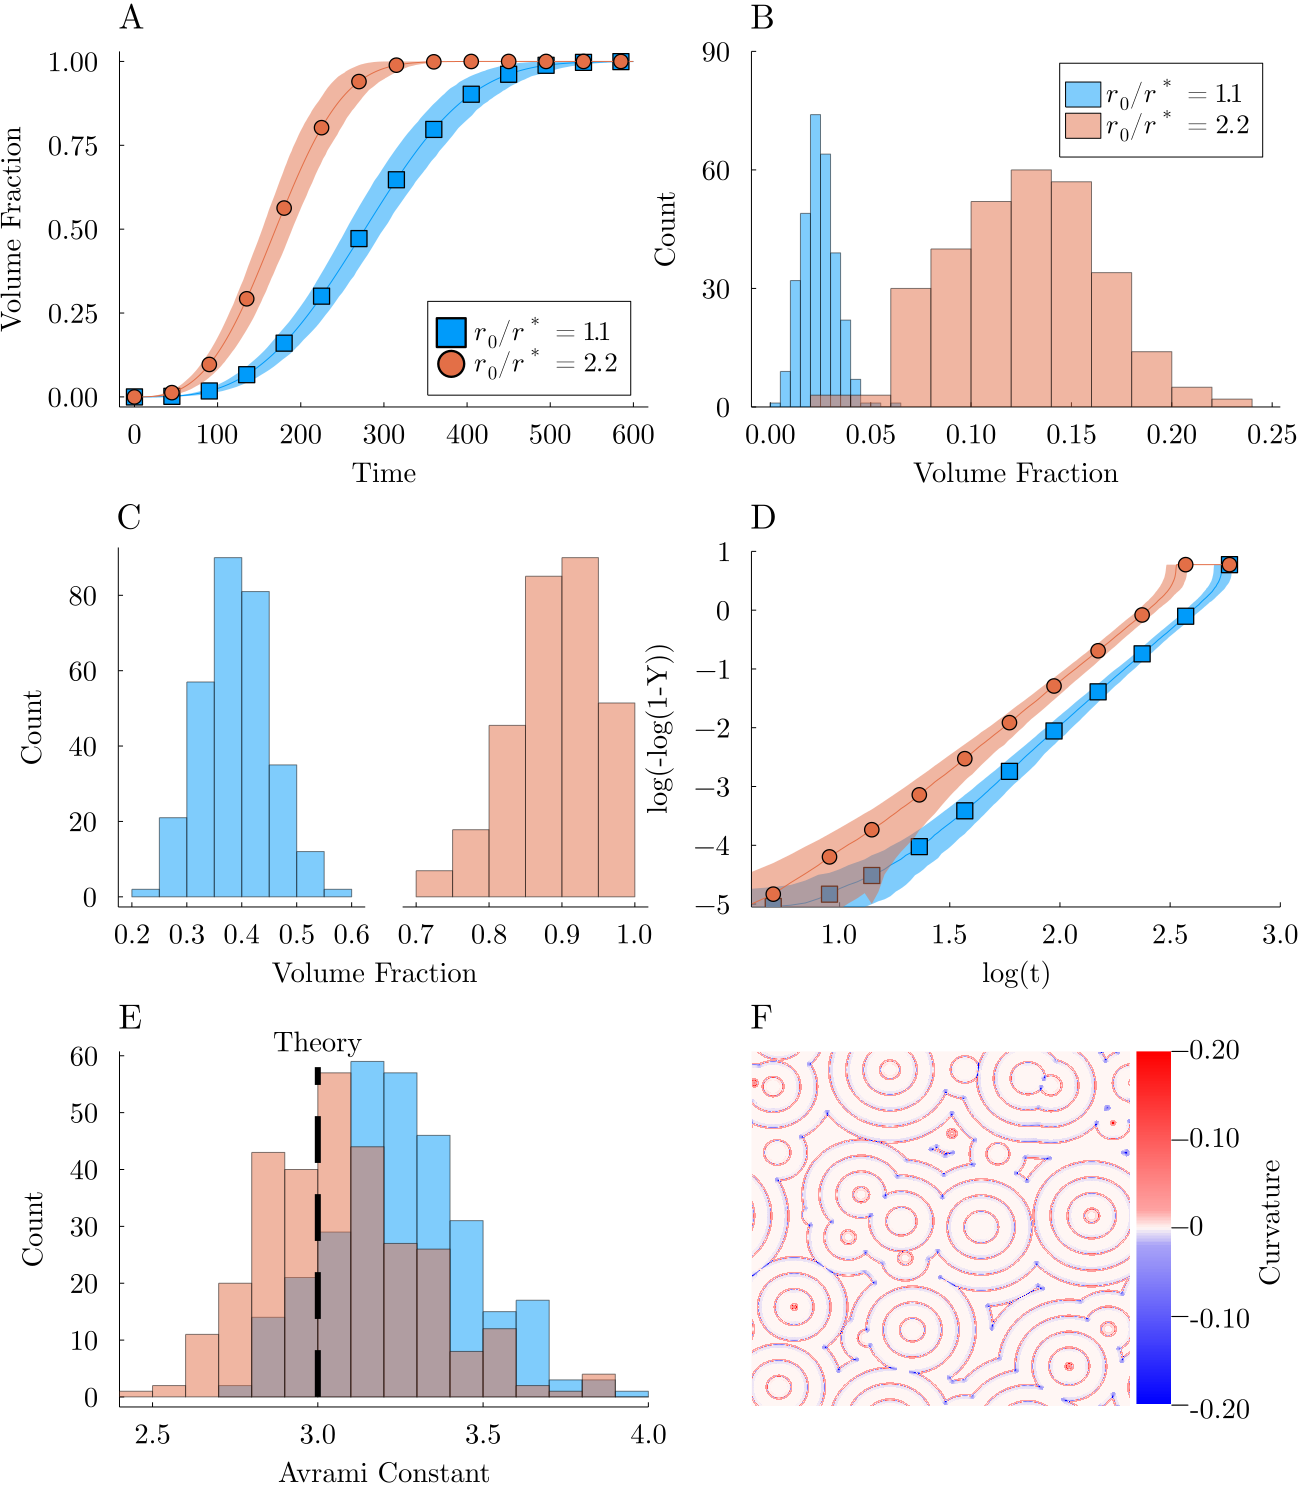 A
Volume Fraction
1.00
0.75
0.50
0.25
0.00
r0/r* = 1.1
r0/r* = 2.2
0 100 200 300 400 500 600
Time
B
Count
90
60
30
0
r0/r* = 1.1
r0/r* = 2.2
0.00 0.05 0.10 0.15 0.20 0.25
Volume Fraction
C
Count
80
60
40
20
0
0.2 0.3 0.4 0.5 0.6 0.7 0.8 0.9 1.0
Volume Fraction
D
log(-log(1-Y))
1
0
−1
−2
−3
−4
−5
1.0 1.5 2.0 2.5 3.0
log(t)
E
Theory
Count
60
50
40
30
20
10
0
2.5 3.0 3.5 4.0
Avrami Constant
F
0.20
0.10
0
-0.10
-0.20
Curvature